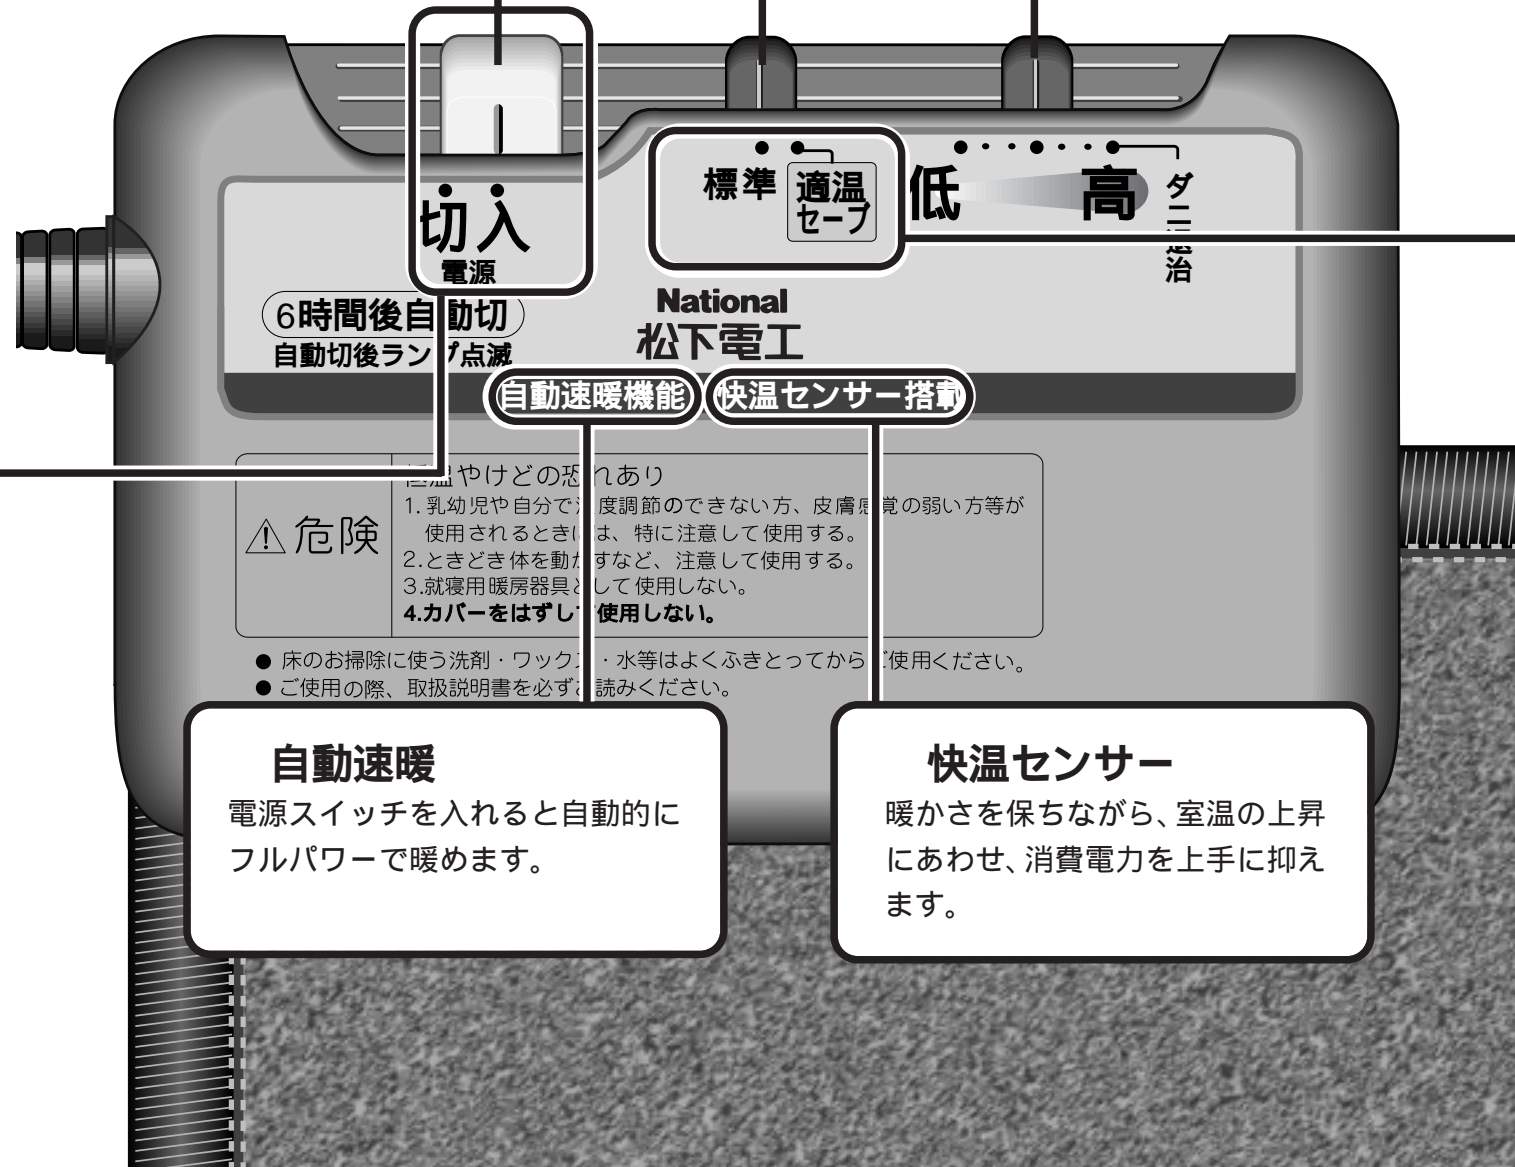 標準
適温
セーブ
低 高
ダニ退治
切 入
電源
6時間後自動切
自動切後ランプ点滅
National
松下電工
自動速暖機能
快温センサー搭載
危険
低温やけどの恐れあり
1.乳幼児や自分で温度調節のできない方、皮膚感覚の弱い方等が
使用されるときには、特に注意して使用する。
2.ときどき体を動かすなど、注意して使用する。
3.就寝用暖房器具として使用しない。
4.カバーをはずして使用しない。
● 床のお掃除に使う洗剤・ワックス・水等はよくふきとってからご使用ください。
● ご使用の際、取扱説明書を必ずお読みください。
自動速暖
電源スイッチを入れると自動的に
フルパワーで暖めます。
快温センサー
暖かさを保ちながら、室温の上昇
にあわせ、消費電力を上手に抑え
ます。